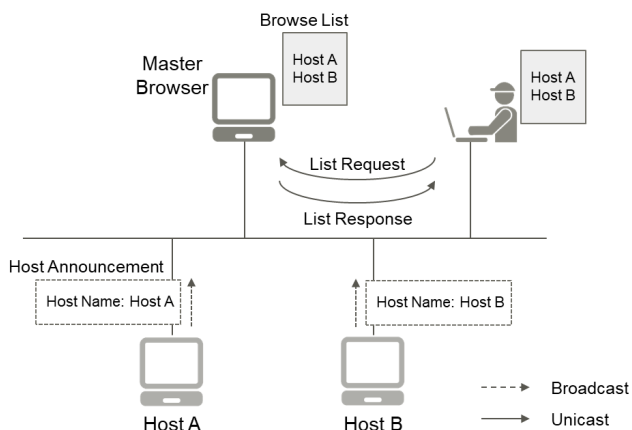 Browse List
Master
Browser
Host A
Host B
Host A
Host B
List Request
List Response
Host Announcement
Host Name: Host A
Host Name: Host B
Host A
Host B
Broadcast
Unicast